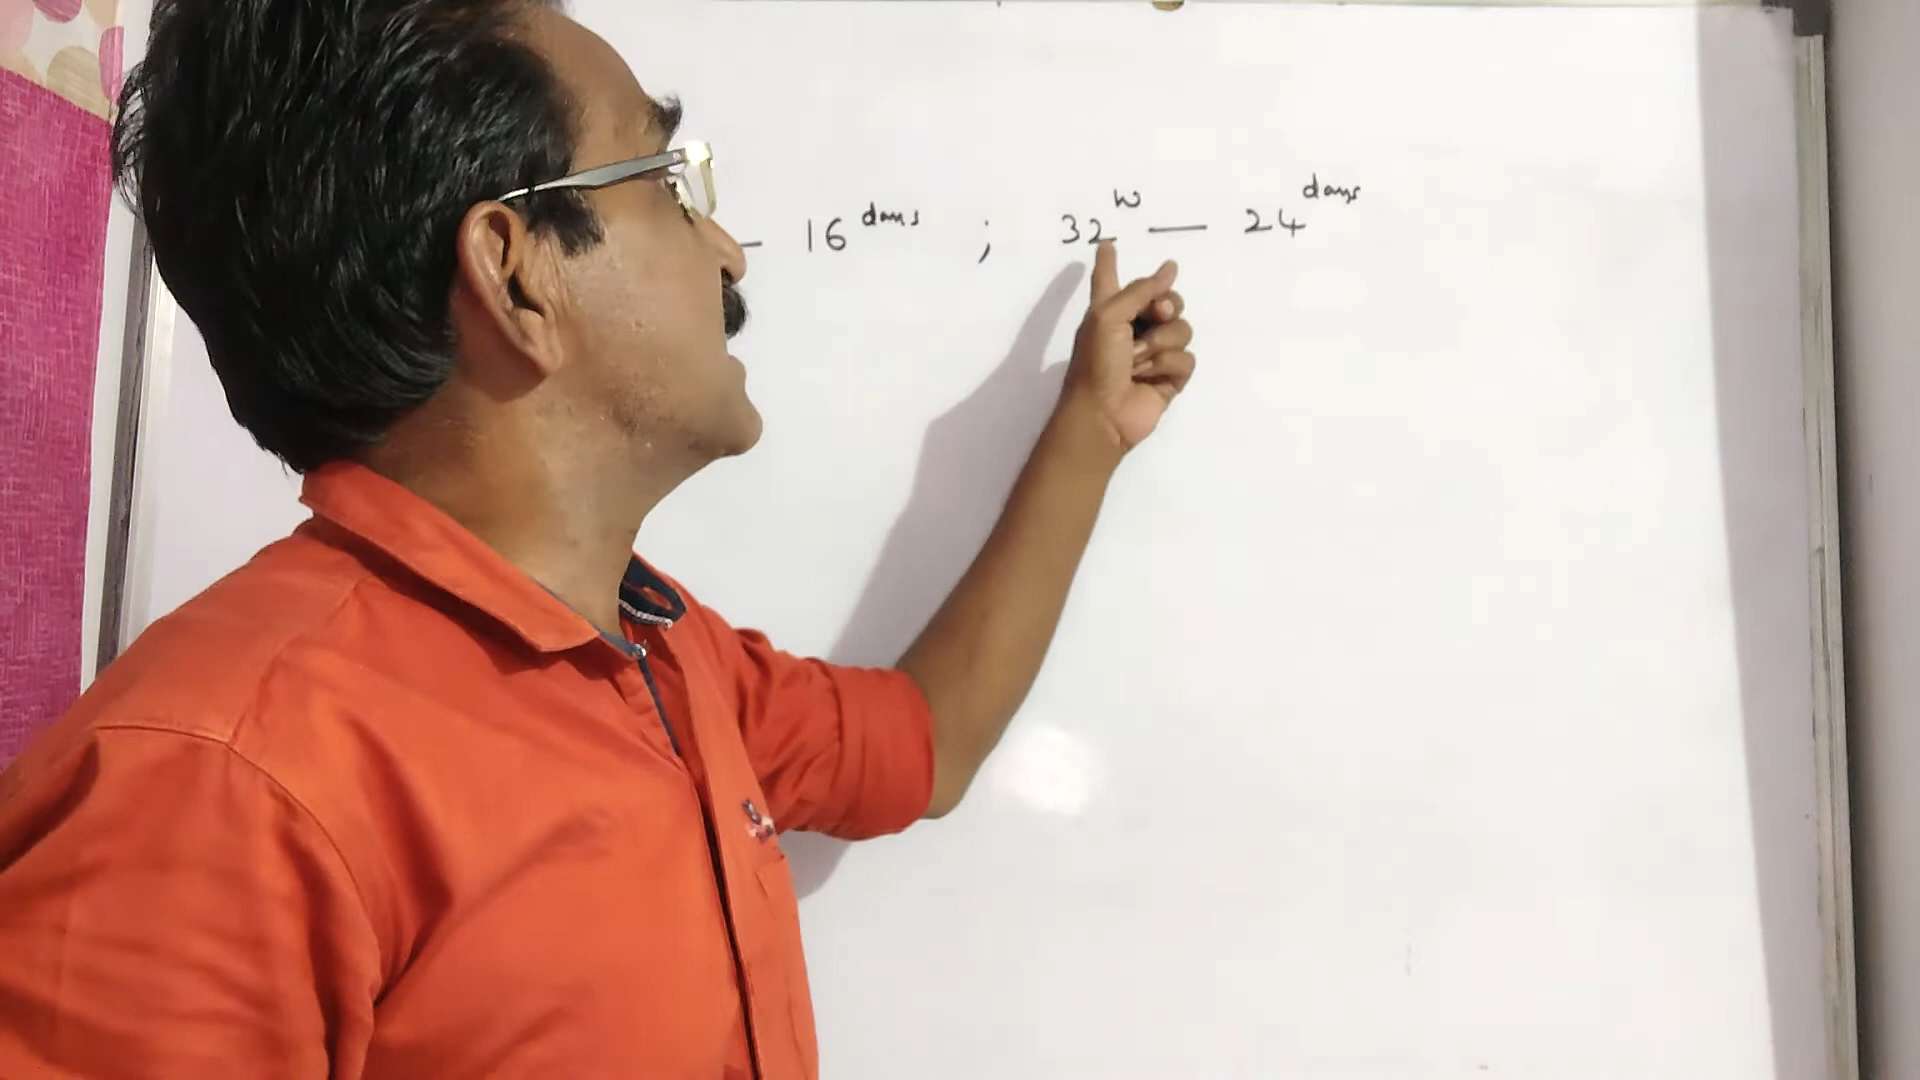 — 16 days ; 32 W — 24 days